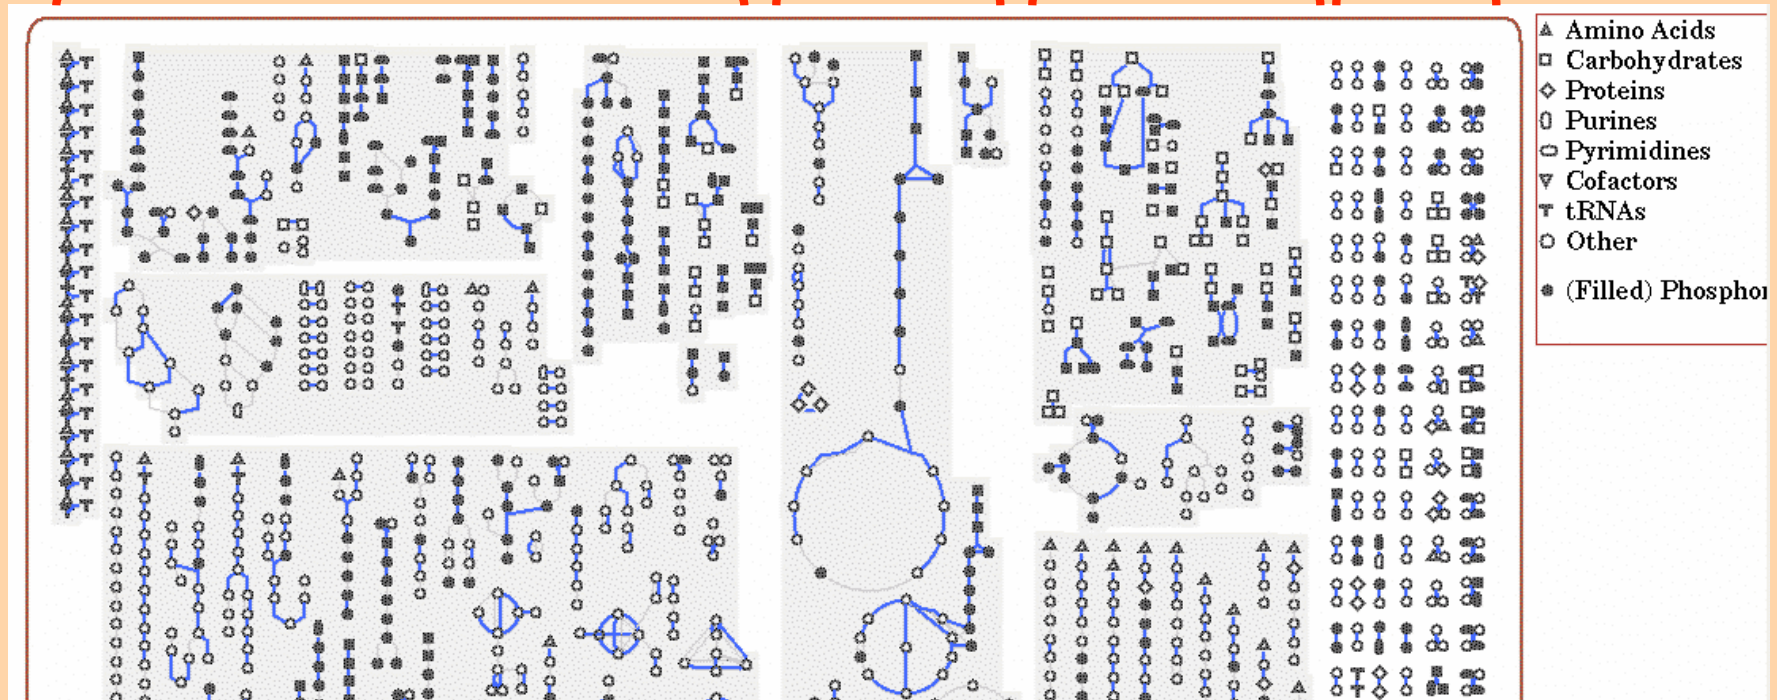 Amino Acids
Carbohydrates
Proteins
Purines
Pyrimidines
Cofactors
tRNAs
Other
(Filled) Phosphor